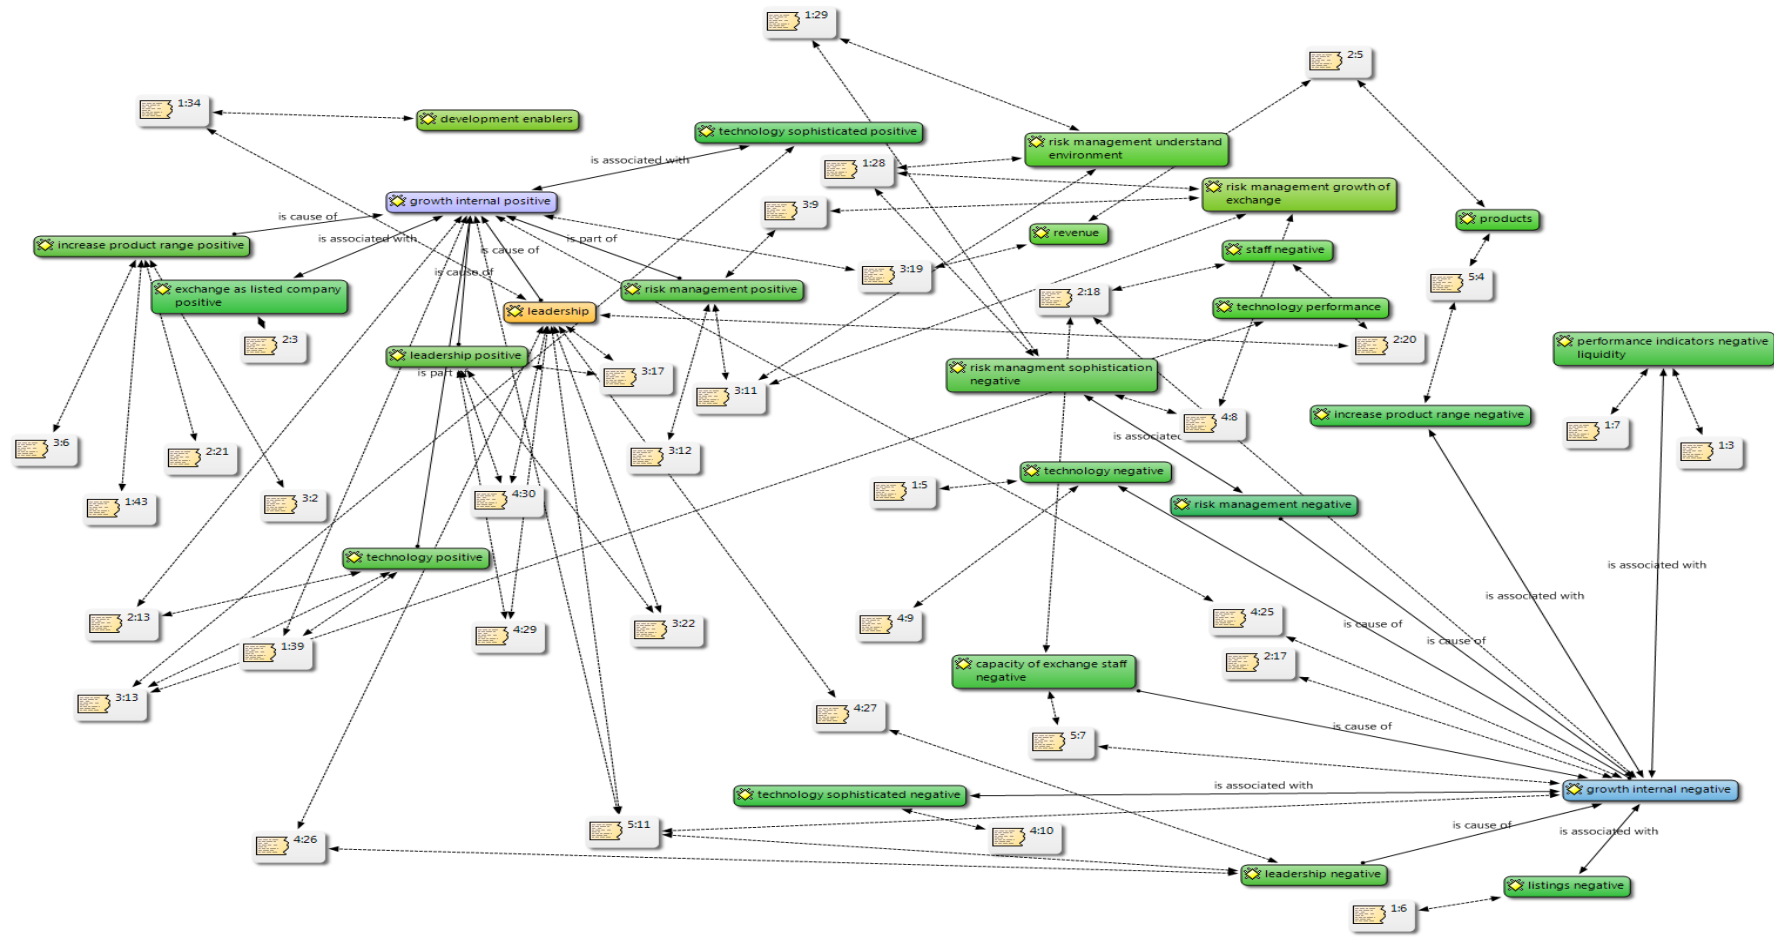 1:29
2:5
1:34
development enablers
technology sophisticated positive
risk management understand
environment
is associated with
1:28
risk management growth of
exchange
growth internal positive
3:9
products
is cause of
revenue
increase product range positive
is associated with
is part of
staff negative
is cause of
is cause of
3:19
5:4
exchange as listed company
positive
risk management positive
2:18
technology performance
leadership
2:3
2:20
performance indicators negative
liquidity
leadership positive
is part
3:17
risk managment sophistication
negative
3:11
4:8
increase product range negative
1:7
1:3
is associated
3:6
2:21
3:12
technology negative
1:5
4:30
1:43
3:2
risk management negative
technology positive
is associated with
is associated with
2:13
4:29
3:22
4:9
4:25
is cause of
is cause of
1:39
2:17
capacity of exchange staff
negative
3:13
4:27
5:7
is cause of
is associated with
technology sophisticated negative
growth internal negative
5:11
4:10
is cause of
is associated with
4:26
leadership negative
listings negative
1:6